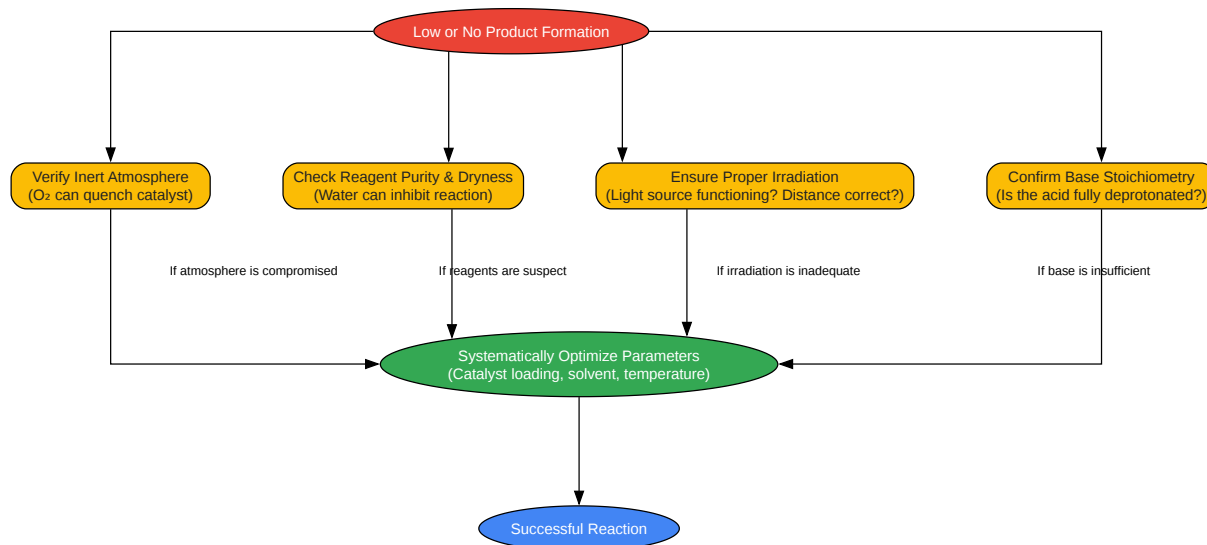 Low or No Product Formation
Verify Inert Atmosphere
(O₂ can quench catalyst)
Check Reagent Purity & Dryness
(Water can inhibit reaction)
Ensure Proper Irradiation
(Light source functioning? Distance correct?)
Confirm Base Stoichiometry
(Is the acid fully deprotonated?)
If atmosphere is compromised
If reagents are suspect
If irradiation is inadequate
If base is insufficient
Systematically Optimize Parameters
(Catalyst loading, solvent, temperature)
Successful Reaction